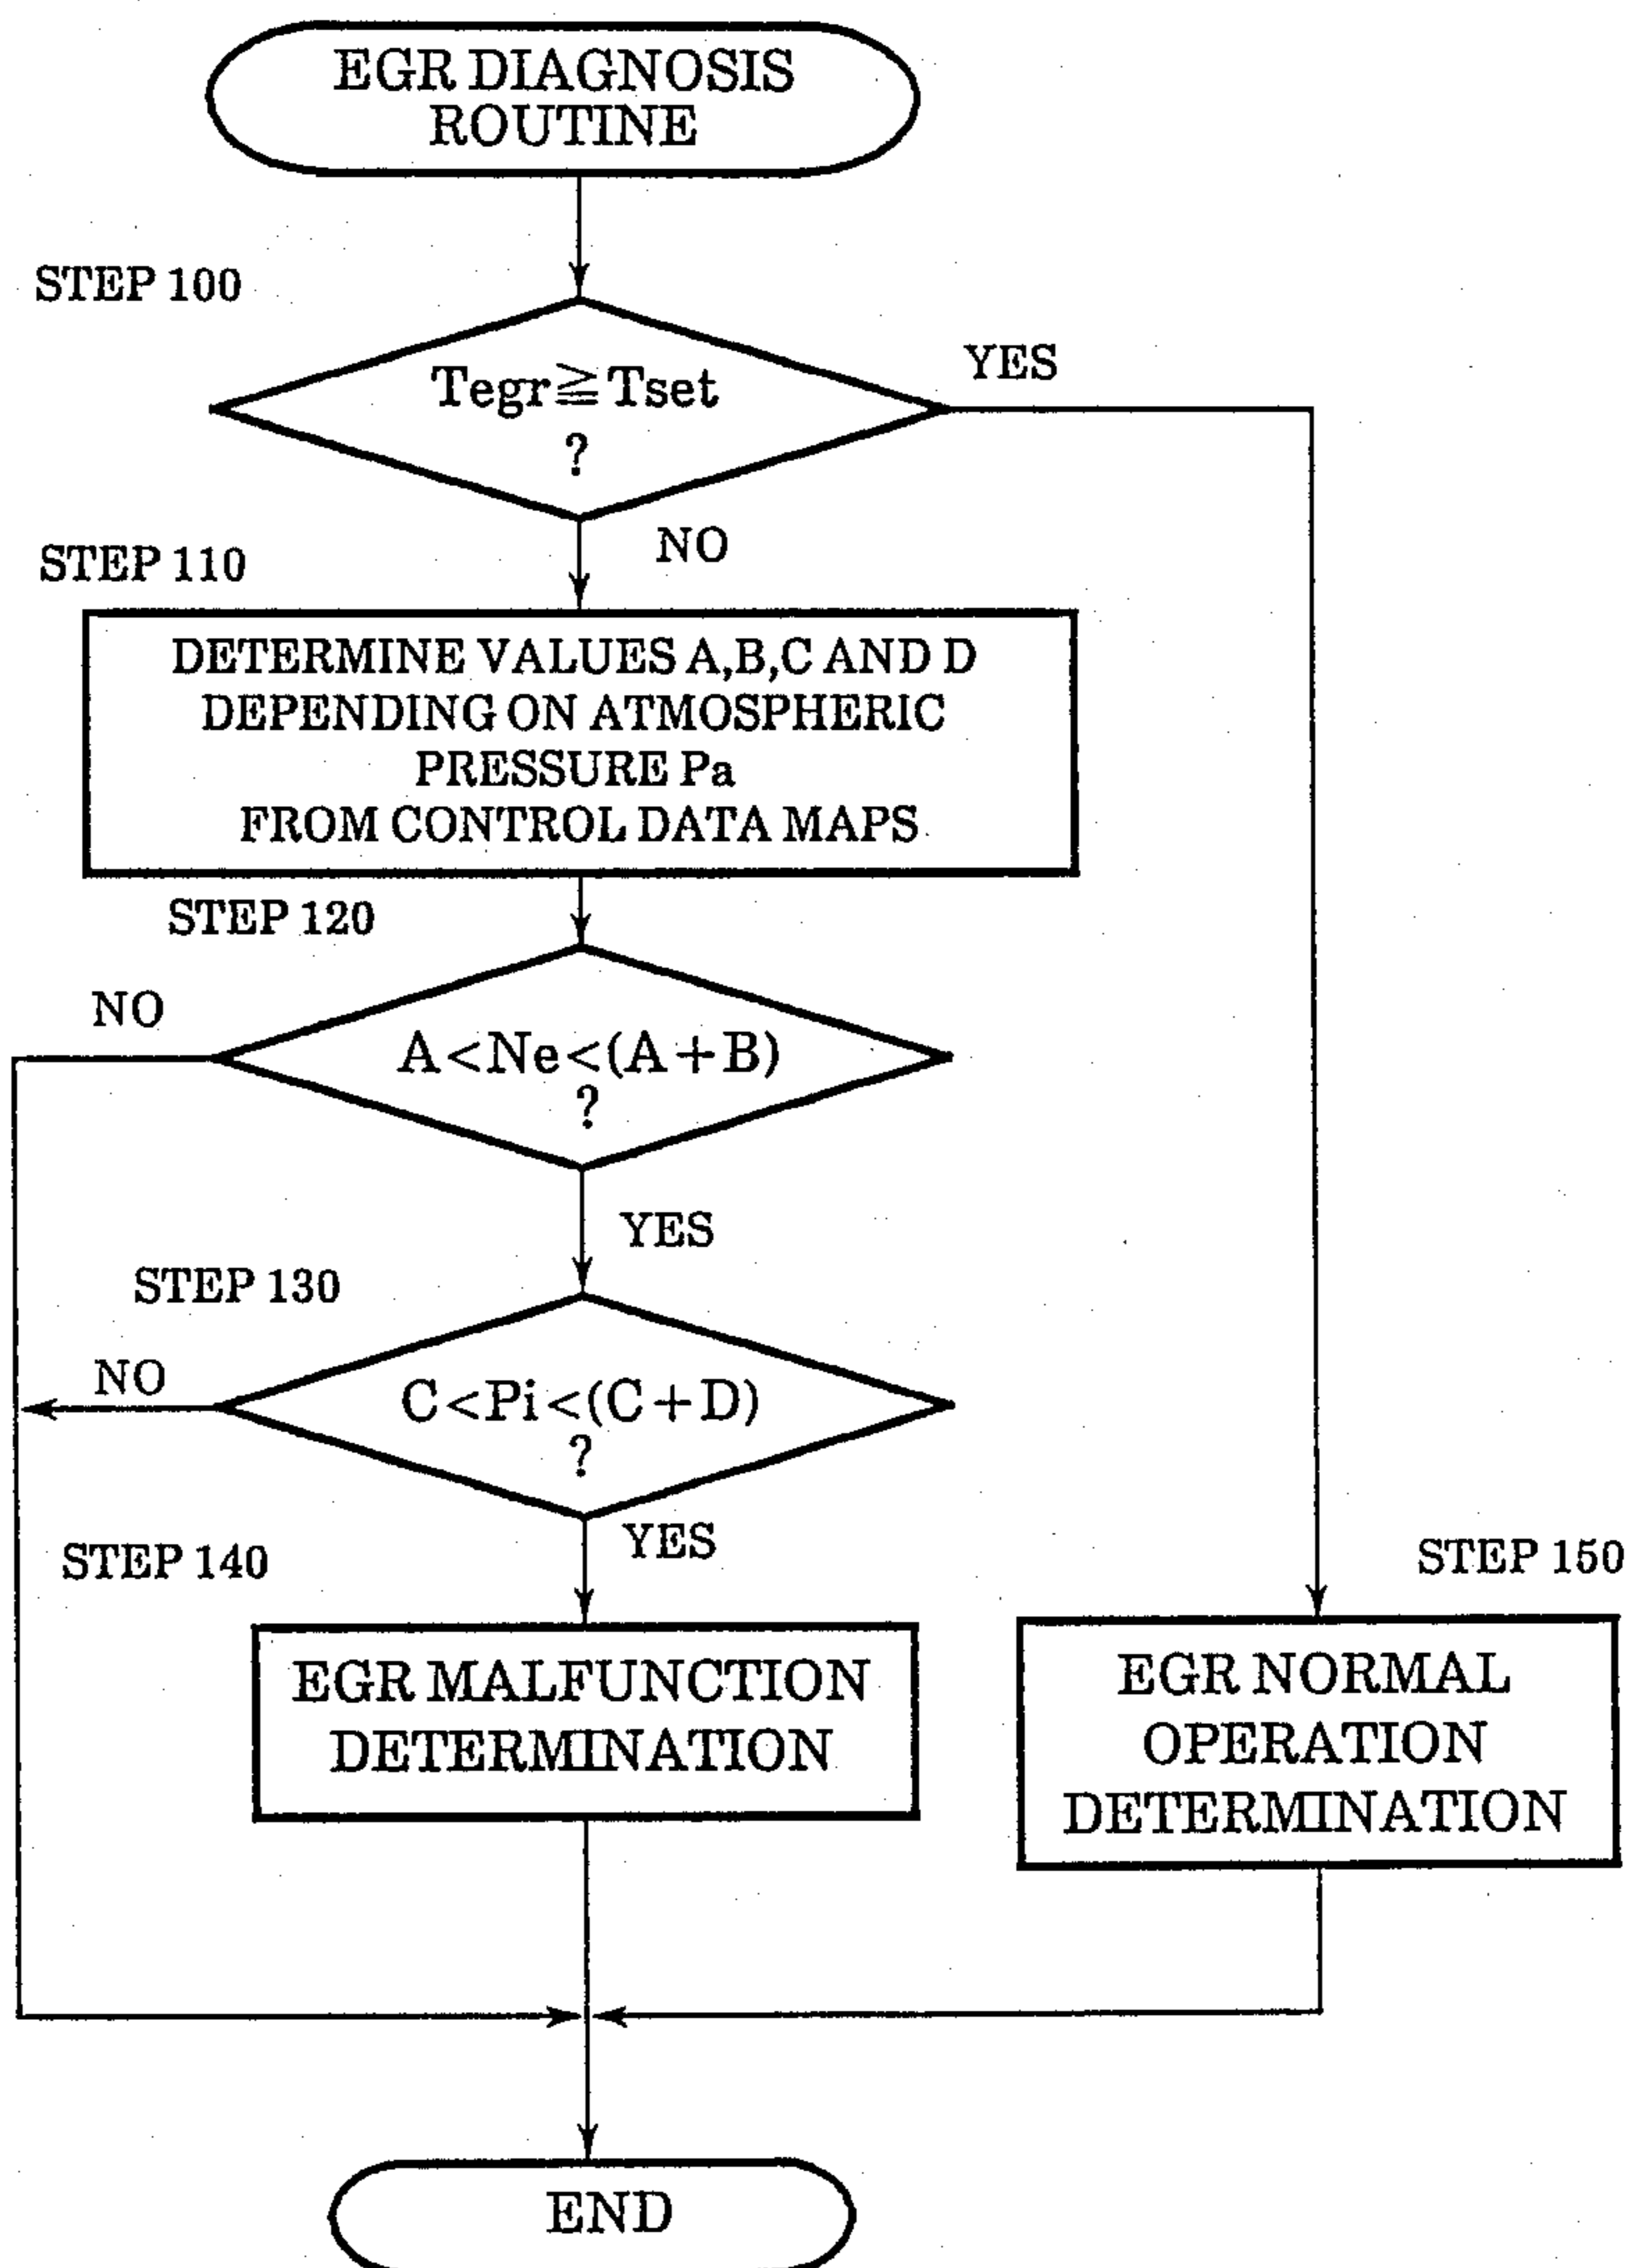 EGR DIAGNOSIS
ROUTINE
STEP 100
Tegr≧Tset
?
YES
NO
STEP 110
DETERMINE VALUES A,B,C AND D
DEPENDING ON ATMOSPHERIC
PRESSURE Pa
FROM CONTROL DATA MAPS
STEP 120
NO
A<Ne<(A+B)
?
YES
STEP 130
NO
C<Pi<(C+D)
?
YES
STEP 140
EGR MALFUNCTION
DETERMINATION
STEP 150
EGR NORMAL
OPERATION
DETERMINATION
END